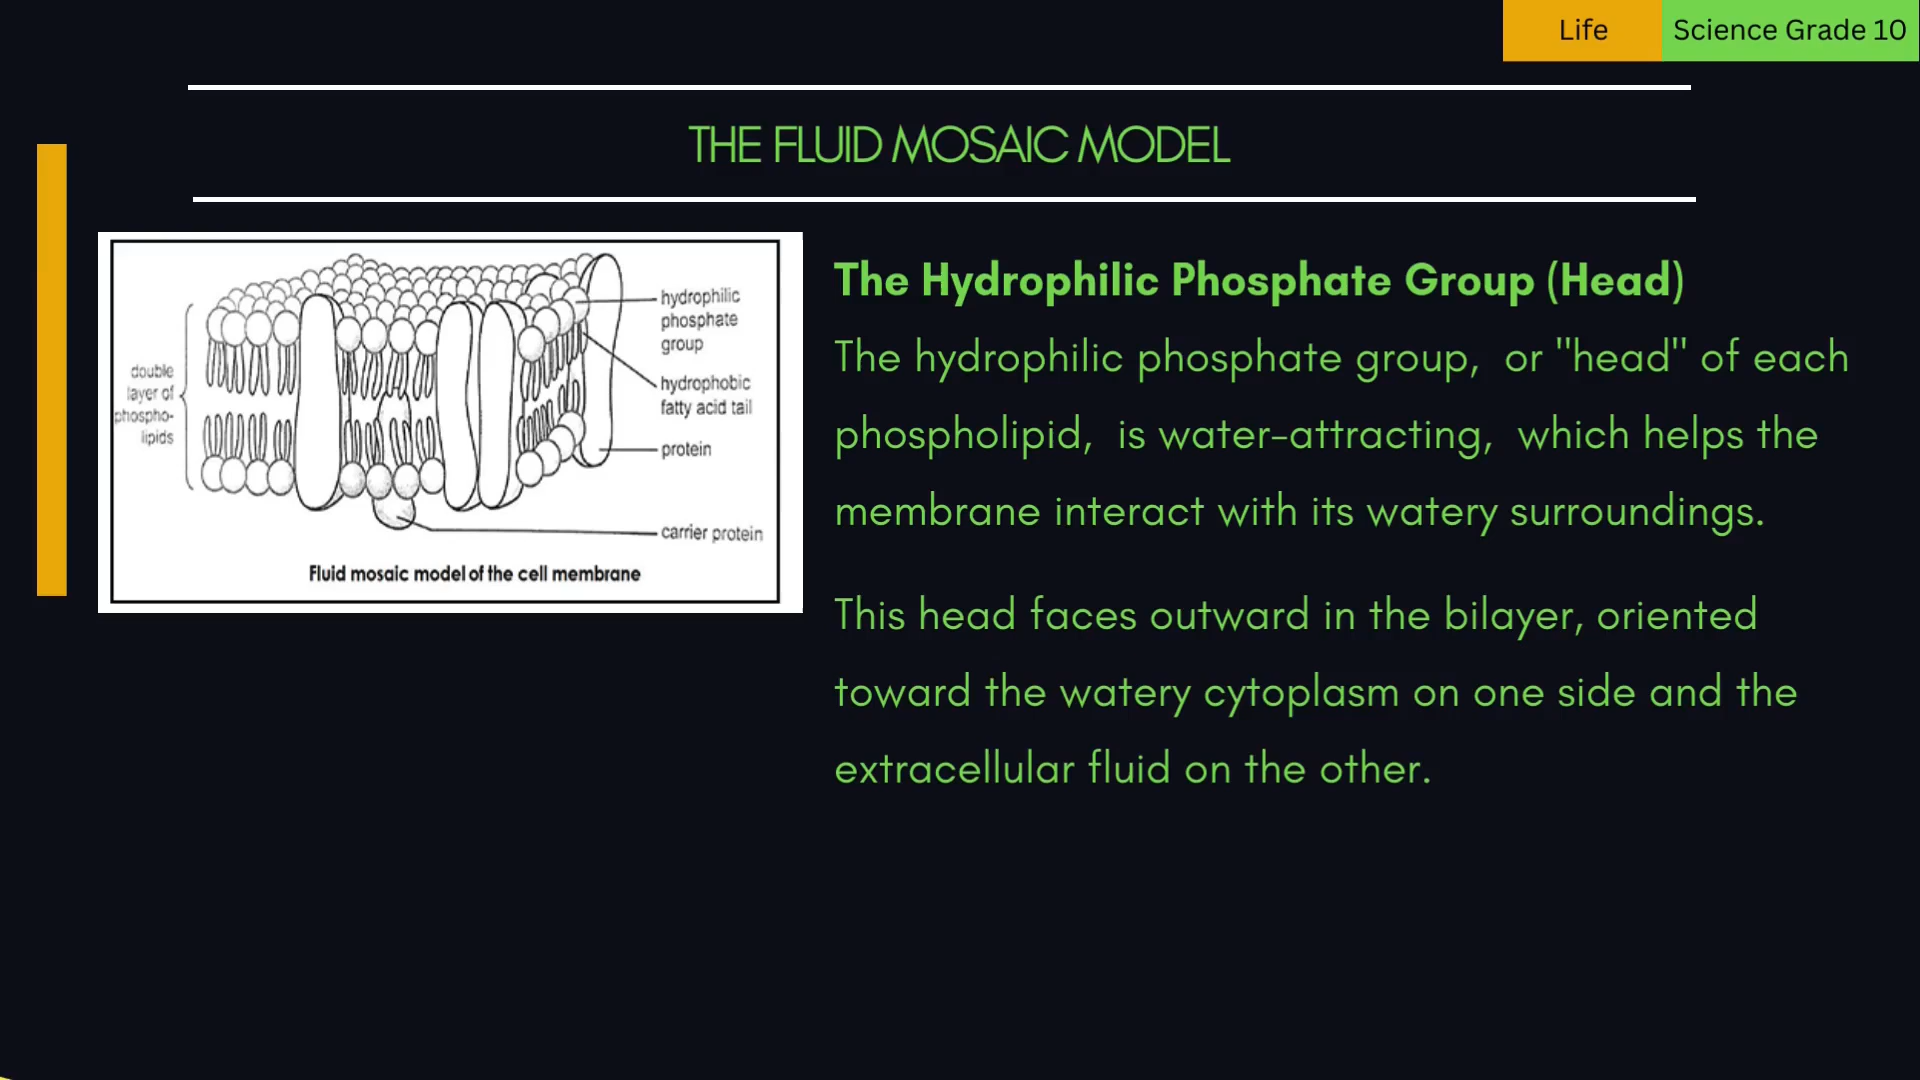 Life
Science Grade 10
THE FLUID MOSAIC MODEL
double
layer of
phospho-
lipids
hydrophilic
phosphate
group
hydrophobic
fatty acid tail
protein
carrier protein
Fluid mosaic model of the cell membrane
The Hydrophilic Phosphate Group (Head)
The hydrophilic phosphate group, or "head" of each
phospholipid, is water-attracting, which helps the
membrane interact with its watery surroundings.
This head faces outward in the bilayer, oriented
toward the watery cytoplasm on one side and the
extracellular fluid on the other.